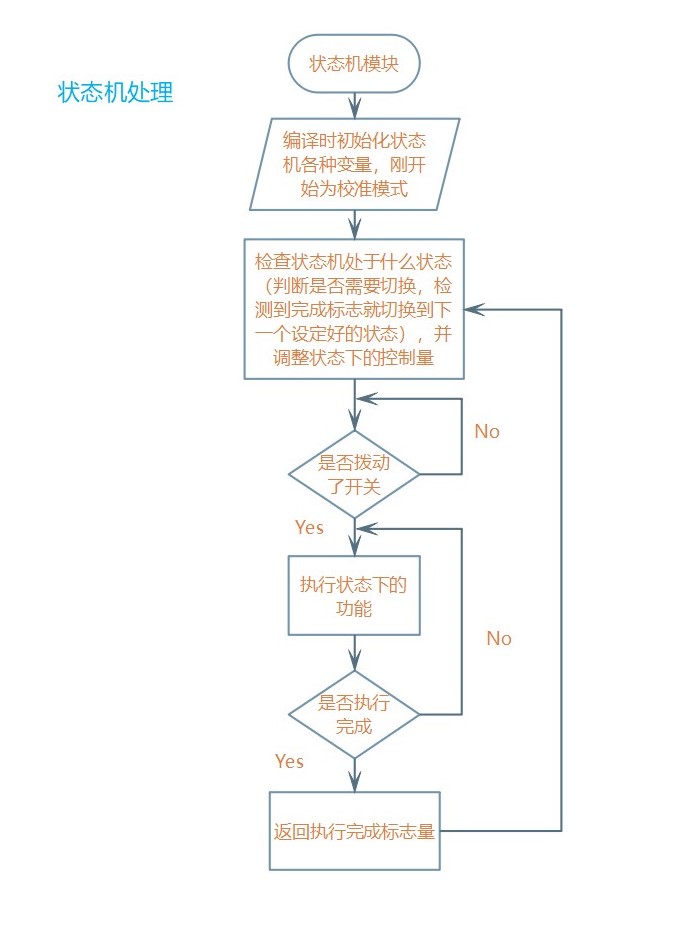 状态机模块
状态机处理
编译时初始化状态
机各种变量，刚开
始为校准模式
检查状态机处于什么状态
（判断是否需要切换，检
测到完成标志就切换到下
一个设定好的状态），并
调整状态下的控制量
No
是否拨动
了开关
Yes
执行状态下的
功能
No
是否执行
完成
Yes
返回执行完成标志量